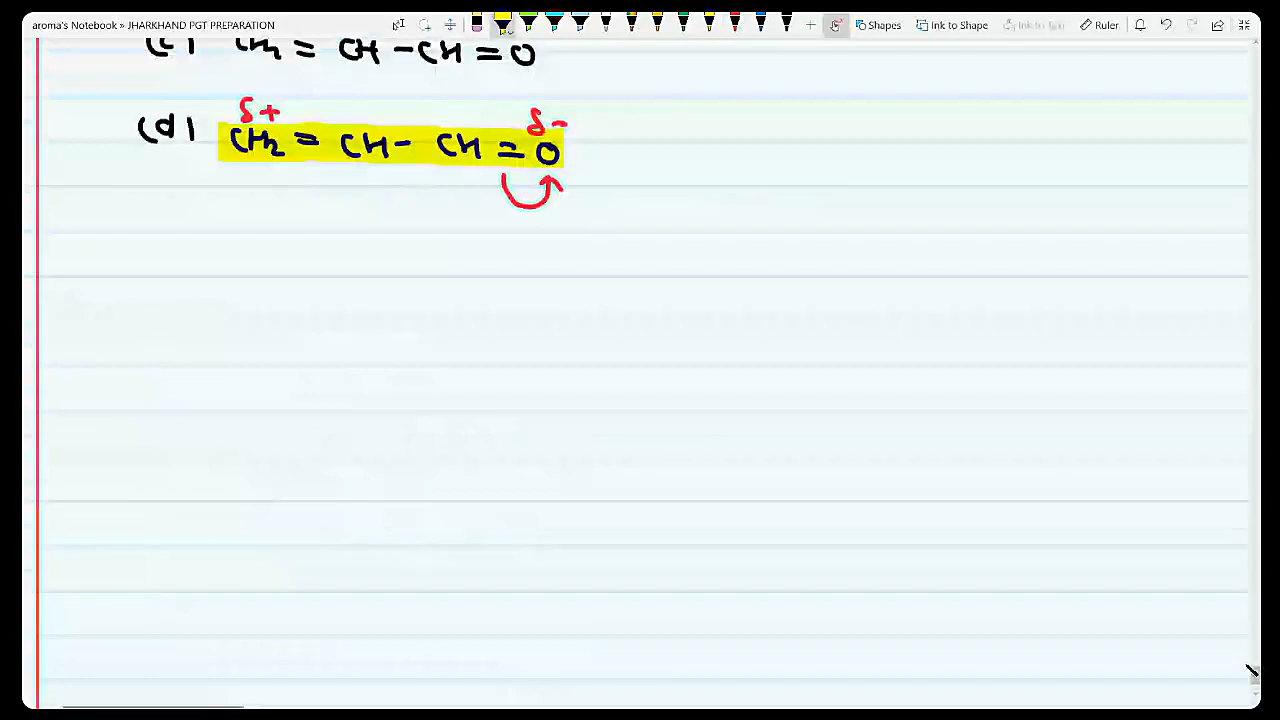 aroma's Notebook » JHARKHAND PGT PREPARATION
Shapes Ink to Shape Ink to Text Ruler
(c) CH2 = CH - CH = O
δ+ δ-
(d) CH2 = CH - CH = O